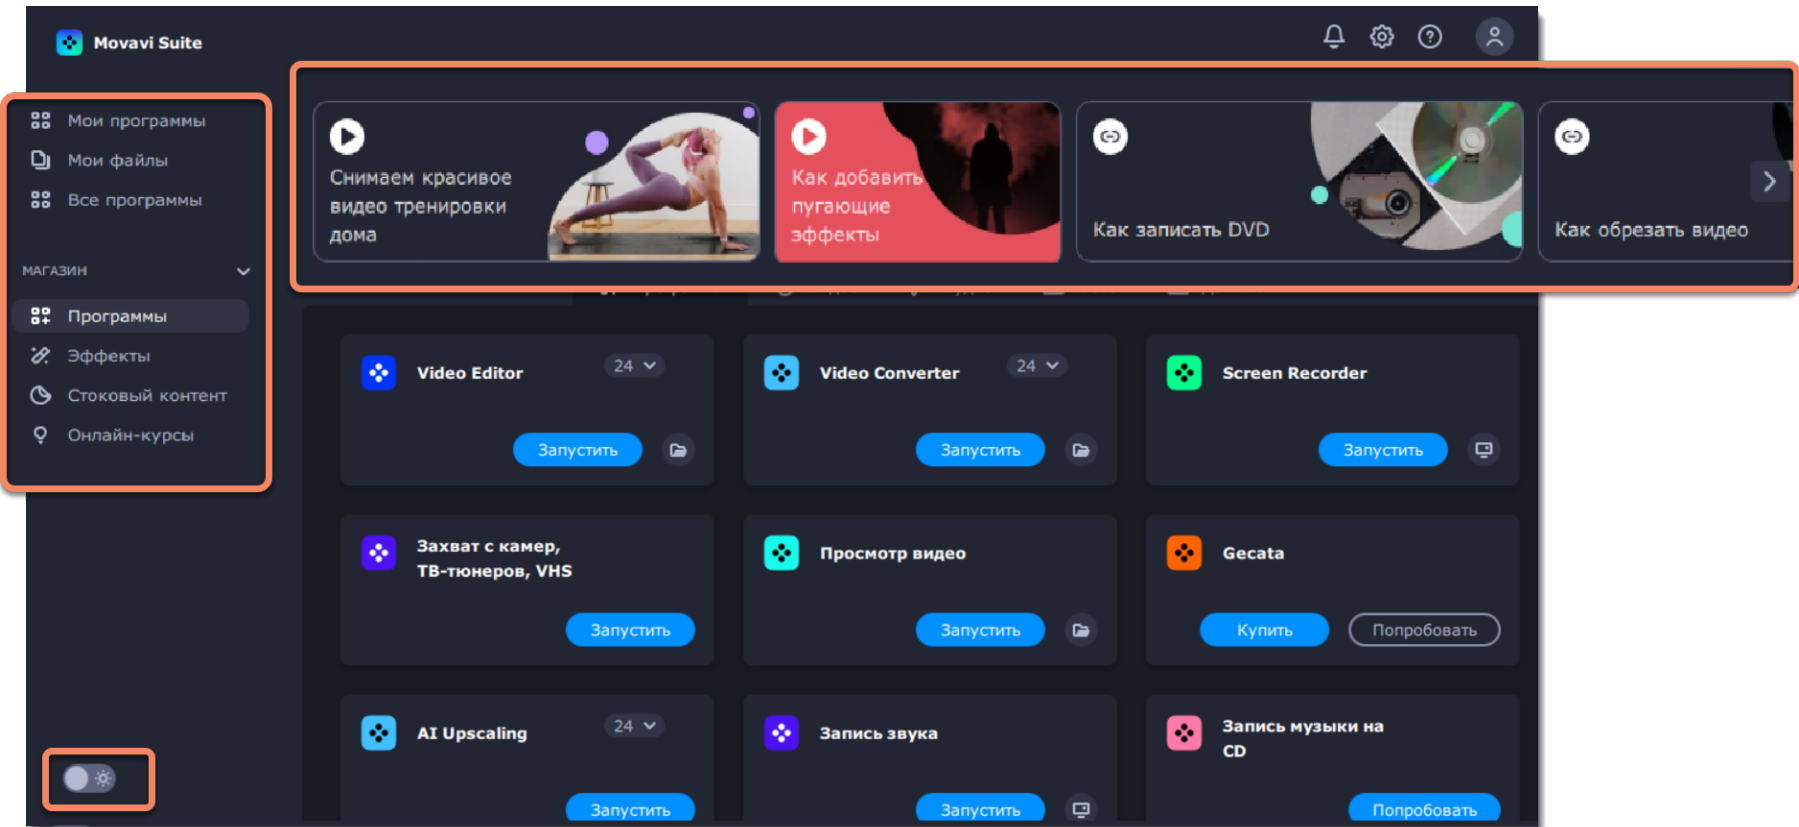 Movavi Suite
Мои программы
Мои файлы
Все программы
МАГАЗИН
Программы
Эффекты
Стоковый контент
Онлайн-курсы
Снимаем красивое
видео тренировки
дома
Как добавить
пугающие
эффекты
Как записать DVD
Как обрезать видео
Video Editor
24
Запустить
Video Converter
24
Запустить
Screen Recorder
Запустить
Захват с камер,
ТВ-тюнеров, VHS
Запустить
Просмотр видео
Запустить
Gecata
Купить
Попробовать
AI Upscaling
24
Запустить
Запись звука
Запустить
Запись музыки на
CD
Попробовать